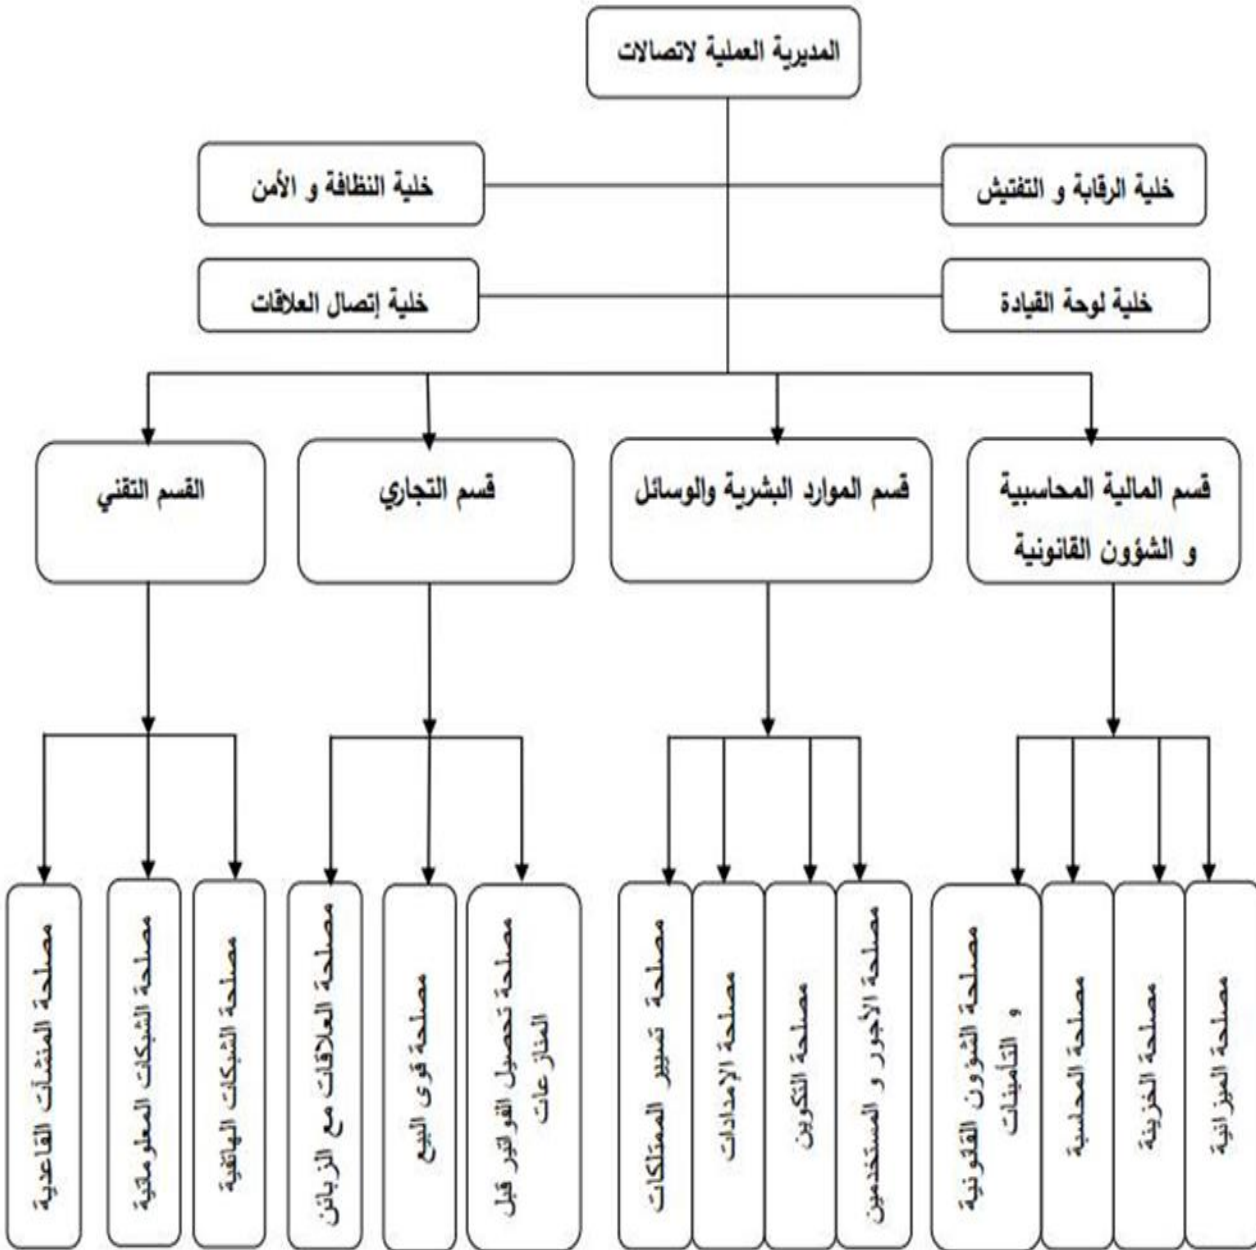 المديرية العملية لاتصالات
خلية الرقابة و التفتيش
خلية النظافة و الأمن
خلية لوحة القيادة
خلية إتصال العلاقات
قسم المالية المحاسبية
و الشؤون القانونية
قسم الموارد البشرية والوسائل
قسم التجاري
القسم التقني
مصلحة الميزانية
مصلحة الخزينة
مصلحة المحاسبة
مصلحة الشؤون القانونية
و التأمينات
مصلحة الأجور و المستخدمين
مصلحة التكوين
مصلحة الإمدادات
مصلحة تسيير الممتلكات
مصلحة تحصيل الفواتير قبل
المنازعات
مصلحة قوى البيع
مصلحة العلاقات مع الزبائن
مصلحة الشبكات الهاتفية
مصلحة الشبكات المعلوماتية
مصلحة المنشآت القاعدية